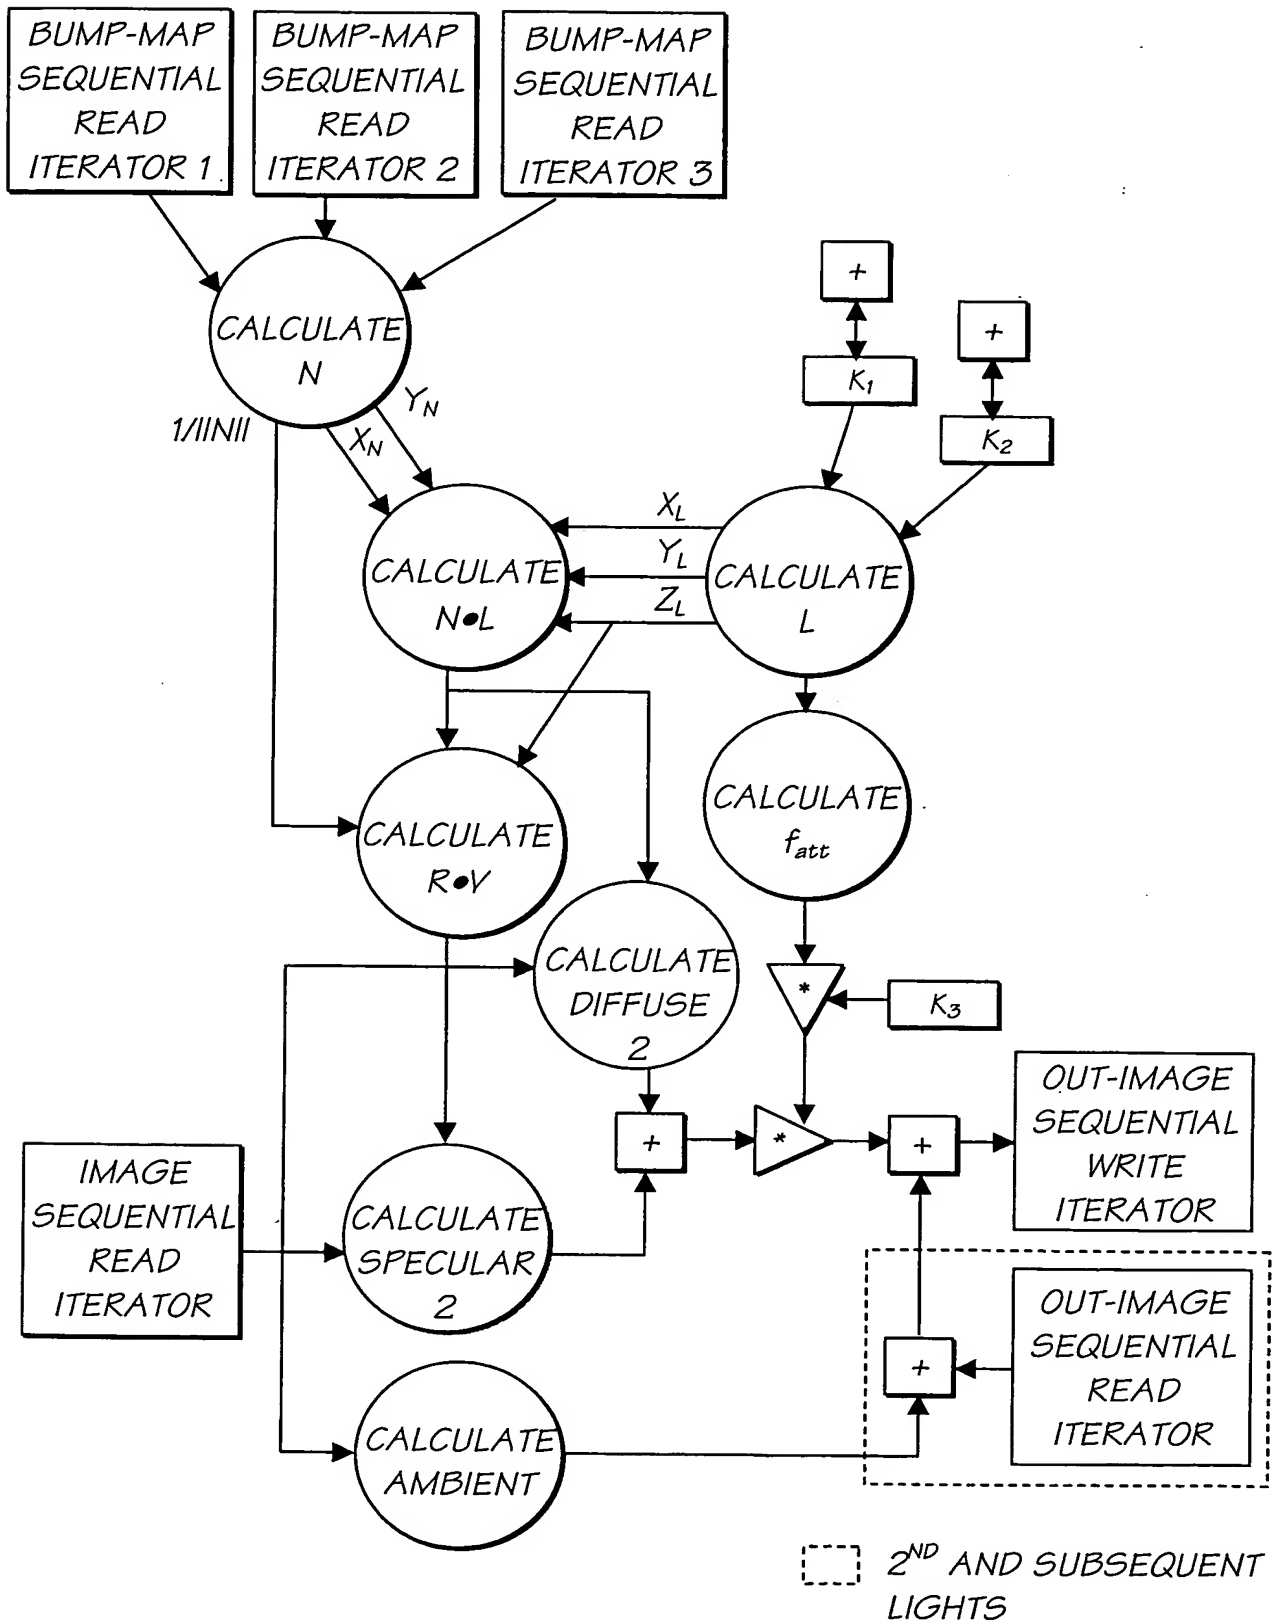 BUMP-MAP
SEQUENTIAL
READ
ITERATOR 1
BUMP-MAP
SEQUENTIAL
READ
ITERATOR 2
BUMP-MAP
SEQUENTIAL
READ
ITERATOR 3
CALCULATE
N
+
+
K1
K2
1/||N||
XN
YN
CALCULATE
N•L
XL
YL
ZL
CALCULATE
L
CALCULATE
R•V
CALCULATE
fatt
CALCULATE
DIFFUSE
2
*
K3
+
*
+
OUT-IMAGE
SEQUENTIAL
WRITE
ITERATOR
IMAGE
SEQUENTIAL
READ
ITERATOR
CALCULATE
SPECULAR
2
+
OUT-IMAGE
SEQUENTIAL
READ
ITERATOR
CALCULATE
AMBIENT
2ND AND SUBSEQUENT
LIGHTS